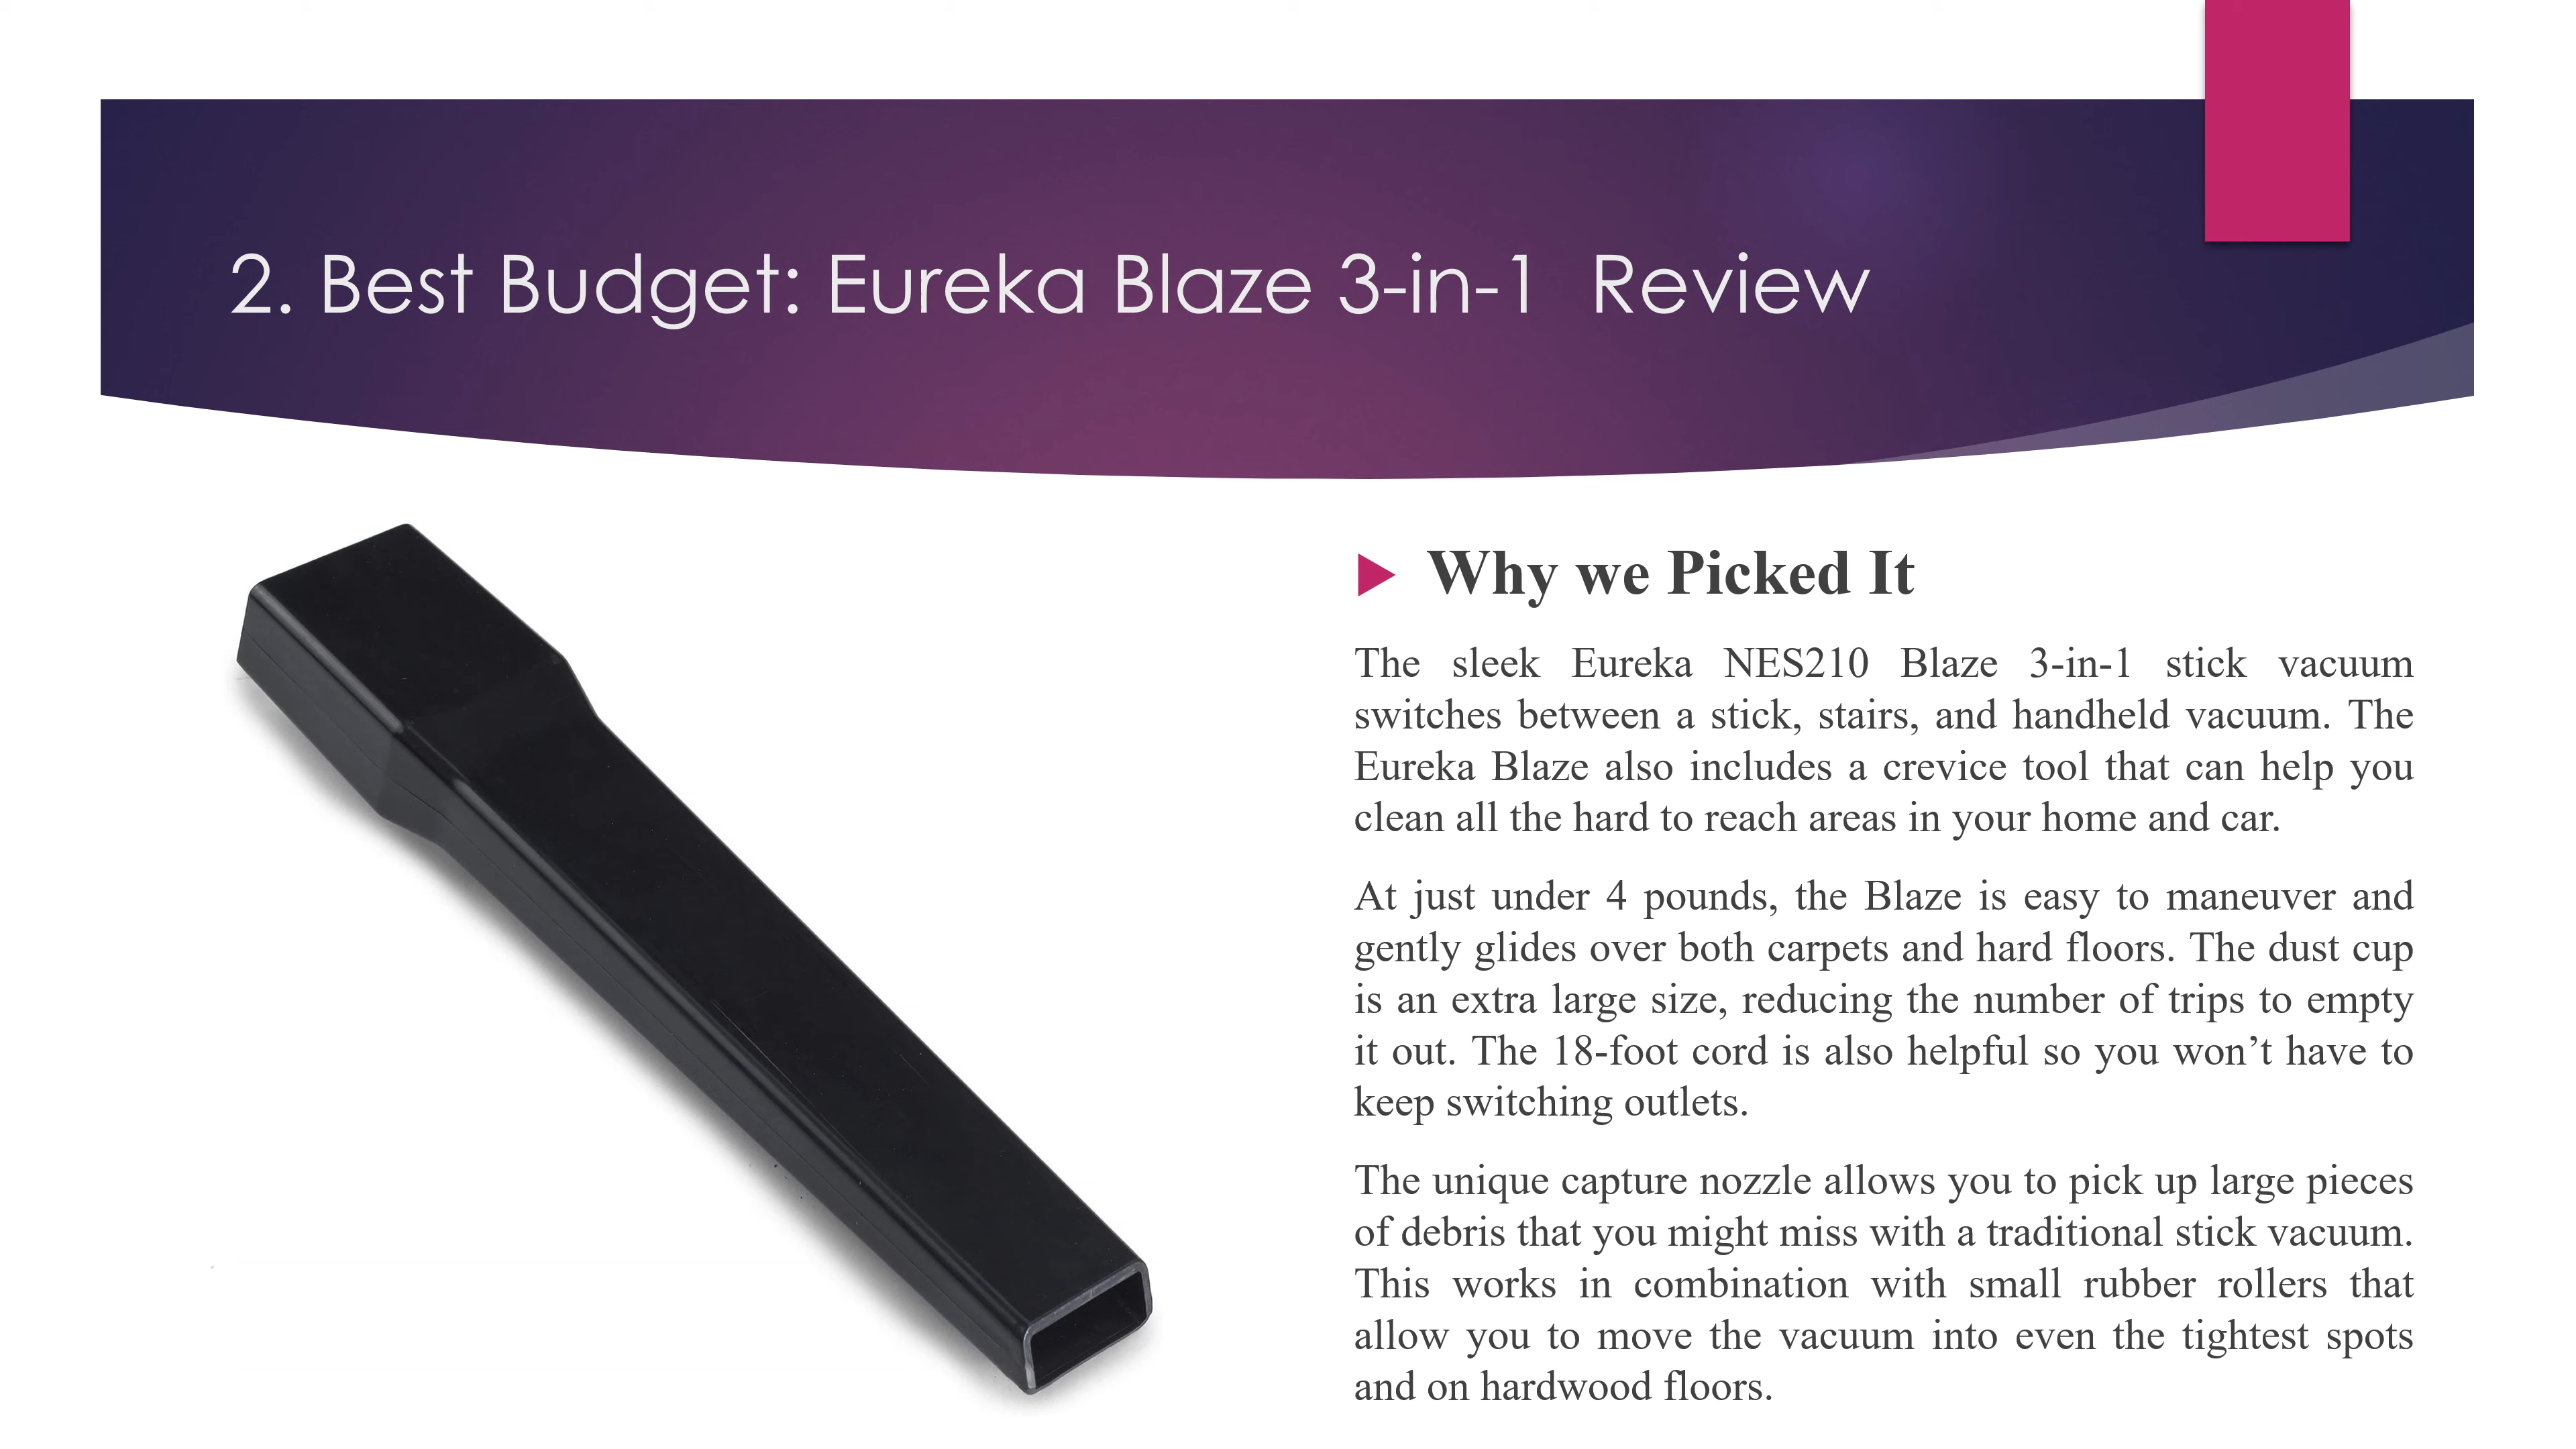 2. Best Budget: Eureka Blaze 3-in-1  Review
Why we Picked It
The sleek Eureka NES210 Blaze 3-in-1 stick vacuum
switches between a stick, stairs, and handheld vacuum. The
Eureka Blaze also includes a crevice tool that can help you
clean all the hard to reach areas in your home and car.
At just under 4 pounds, the Blaze is easy to maneuver and
gently glides over both carpets and hard floors. The dust cup
is an extra large size, reducing the number of trips to empty
it out. The 18-foot cord is also helpful so you won’t have to
keep switching outlets.
The unique capture nozzle allows you to pick up large pieces
of debris that you might miss with a traditional stick vacuum.
This works in combination with small rubber rollers that
allow you to move the vacuum into even the tightest spots
and on hardwood floors.